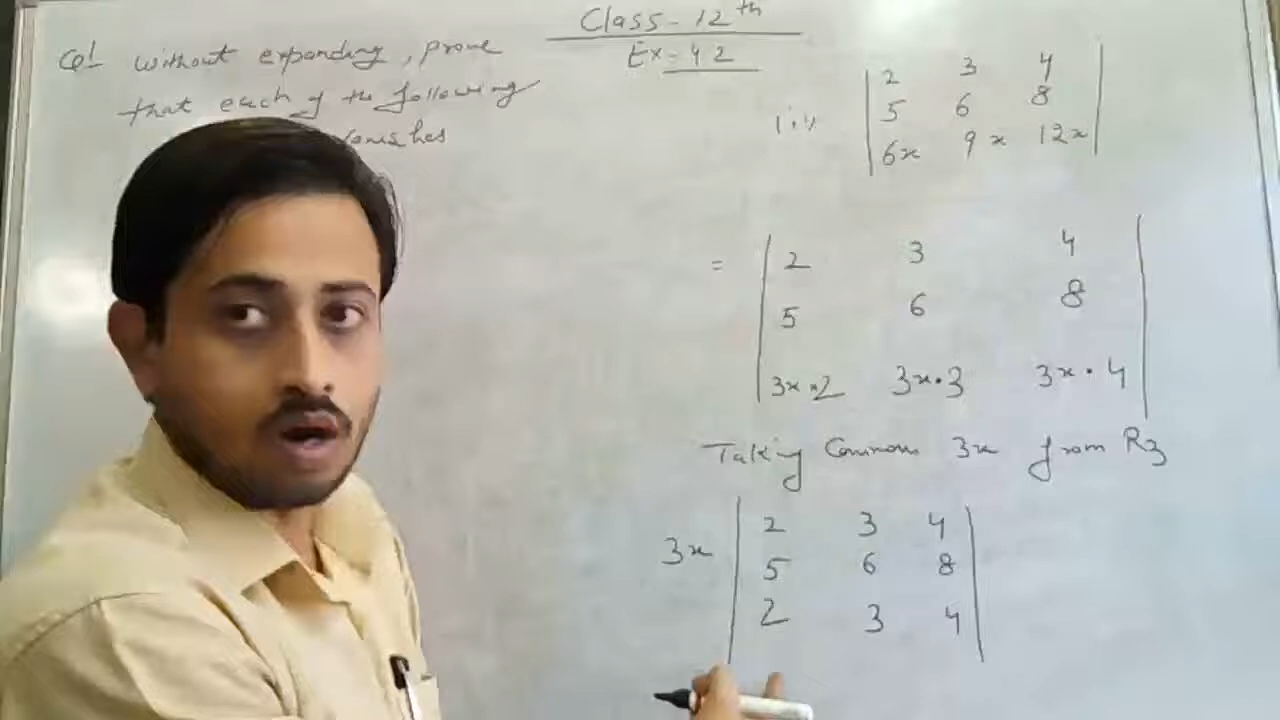 Class-12th
Ex-4.2
Q1 Without expanding, prove
that each of the following
vanishes
2 3 4
5 6 8
6x 9x 12x
=
2 3 4
5 6 8
3x.2 3x.3 3x.4
Taking Common 3x from R3
3x
2 3 4
5 6 8
2 3 4